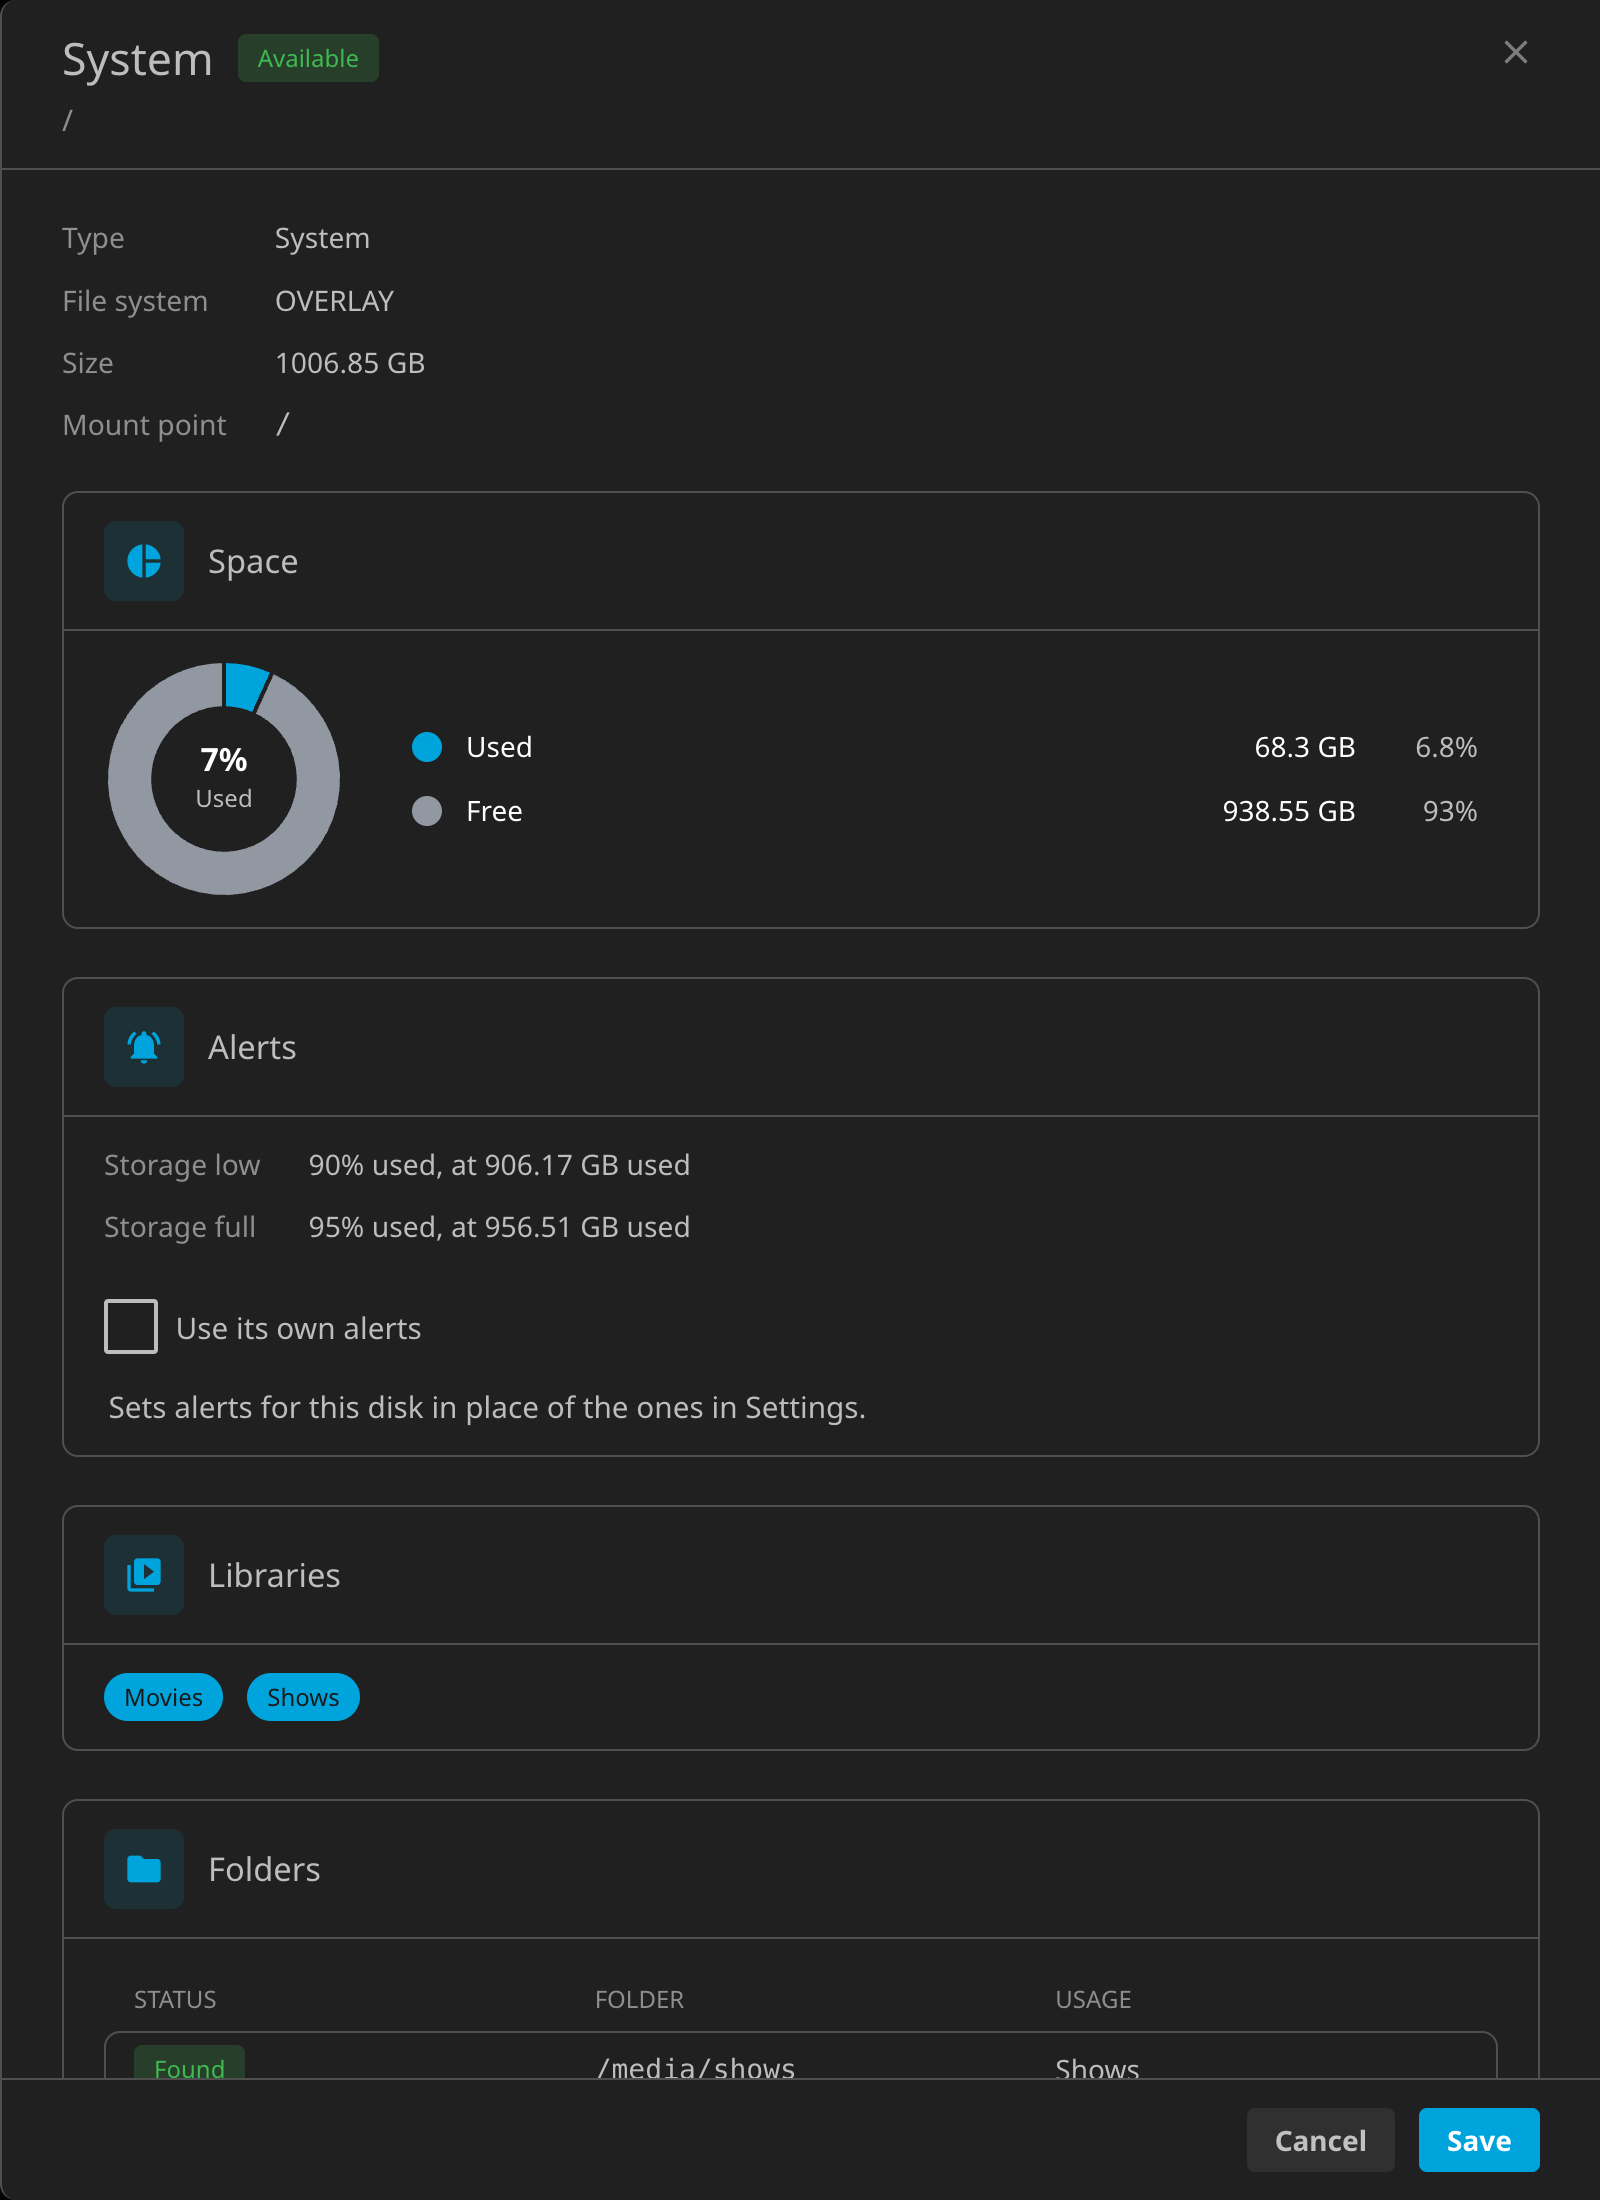 System Available
/
Type System
File system OVERLAY
Size 1006.85 GB
Mount point /
Space
7%
Used
Used 68.3 GB 6.8%
Free 938.55 GB 93%
Alerts
Storage low 90% used, at 906.17 GB used
Storage full 95% used, at 956.51 GB used
Use its own alerts
Sets alerts for this disk in place of the ones in Settings.
Libraries
Movies Shows
Folders
STATUS FOLDER USAGE
Found /media/shows Shows
Cancel Save